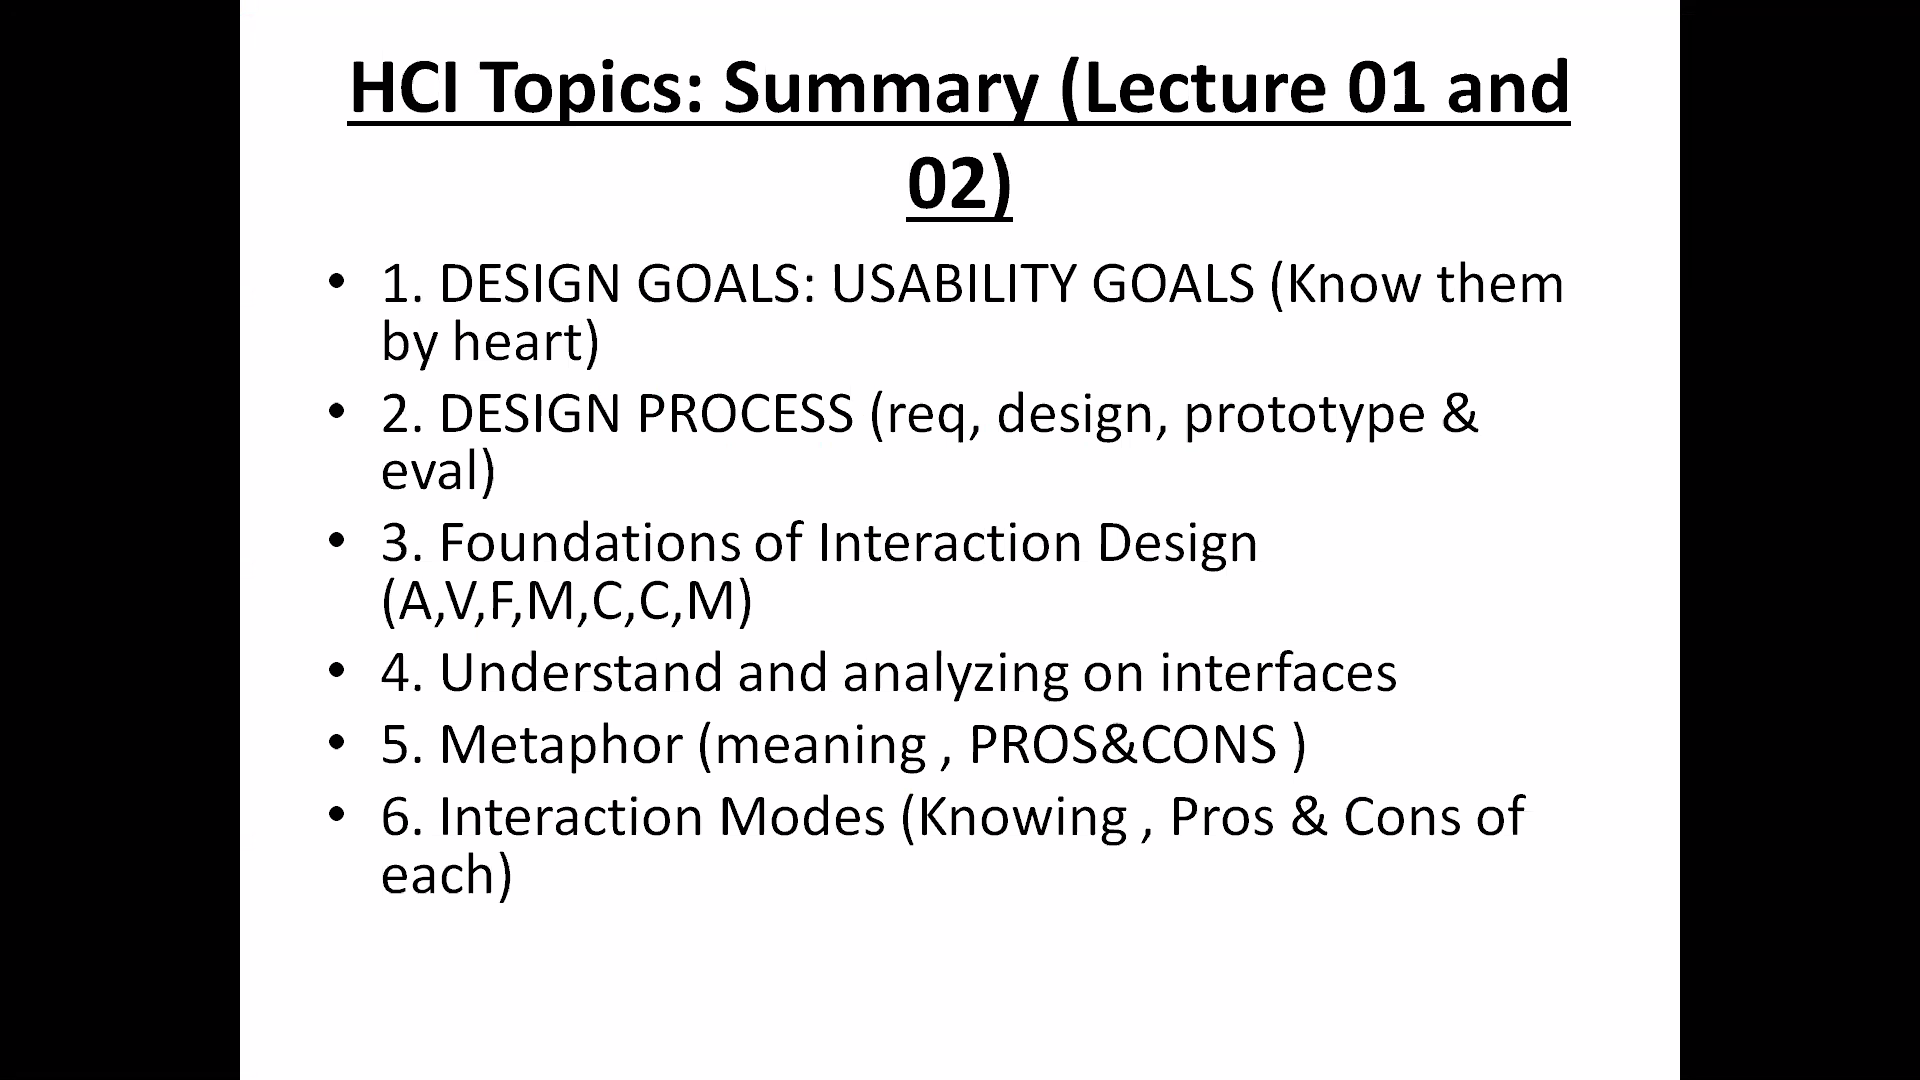 HCI Topics: Summary (Lecture 01 and
02)
• 1. DESIGN GOALS: USABILITY GOALS (Know them
by heart)
• 2. DESIGN PROCESS (req, design, prototype &
eval)
• 3. Foundations of Interaction Design
(A,V,F,M,C,C,M)
• 4. Understand and analyzing on interfaces
• 5. Metaphor (meaning , PROS&CONS )
• 6. Interaction Modes (Knowing , Pros & Cons of
each)